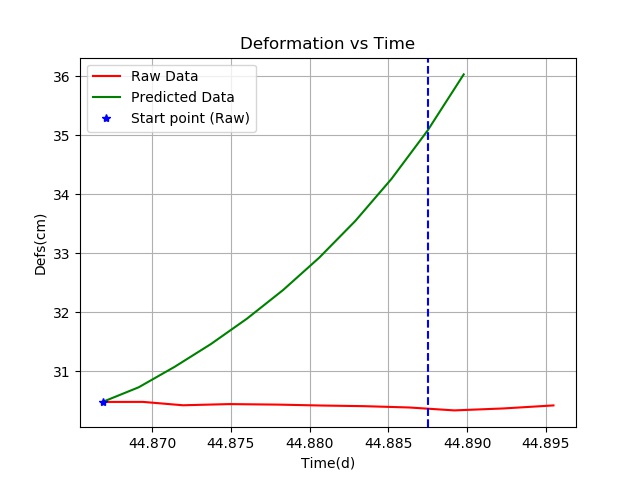 Deformation vs Time
Raw Data
Predicted Data
Start point (Raw)
36
35
34
33
32
31
Defs(cm)
44.870 44.875 44.880 44.885 44.890 44.895
Time(d)